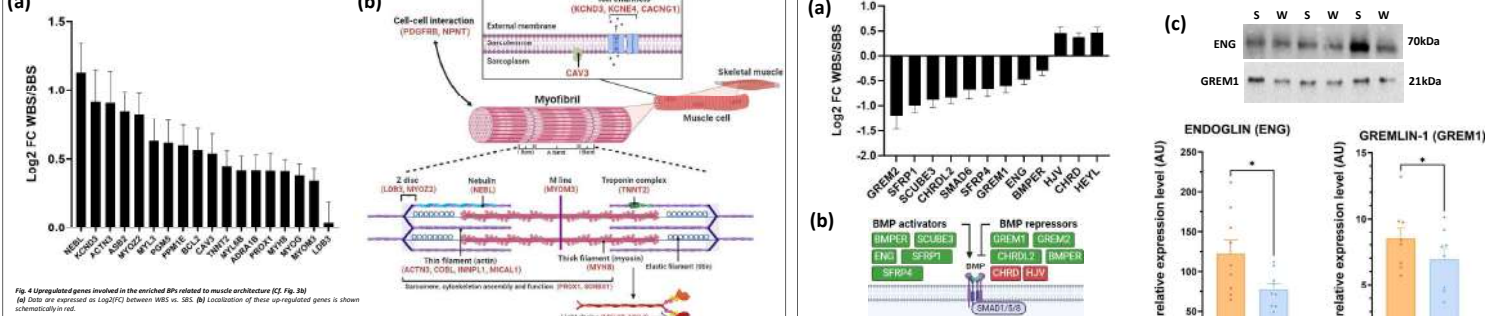 (a)
Log2 FC WBS/SBS
1.5
1.0
0.5
0.0
NEBL
KCND3
ACTN3
ASB2
MYOZ2
MYL3
PGM5
PPM1E
BCL2
CAV3
TNNT2
MYL6B
ADRA1B
PROX1
MYH8
MYOG
MYOM3
LDB3
Fig. 4 Upregulated genes involved in the enriched BPs related to muscle architecture (Cf. Fig. 3b)
(a) Data are expressed as Log2(FC) between WBS vs. SBS. (b) Localization of these up-regulated genes is shown
schematically in red.
(b)
(KCND3, KCNE4, CACNG1)
Cell-cell interaction
(PDGFRB, NPNT)
External membrane
Sarcolemma
Sarcoplasm
CAV3
Skeletal muscle
Myofibril
Muscle cell
I Band
A Band
I Band
Z disc
(LDB3, MYOZ2)
Nebulin
(NEBL)
M line
(MYOM3)
Troponin complex
(TNNT2)
Thin filament (actin)
(ACTN3, COBL, INNPL1, MICAL1)
Thick filament (myosin)
(MYH8)
Elastic filament (titin)
Sarcomere, cytoskeleton assembly and function
(a)
Log2 FC WBS/SBS
1.0
0.5
0.0
-0.5
-1.0
-1.5
-2.0
GREM2
SFRP1
SCUBE3
CHRDL2
SMAD6
SFRP4
GREM1
ENG
BMPER
HJV
CHRD
HEYL
(b)
BMP activators
BMPER SCUBE3
ENG SFRP1
SFRP4
BMP
BMP repressors
GREM1 GREM2
CHRDL2 BMPER
CHRD HJV
SMAD1/5/8
(c)
S W S W S W
ENG 70kDa
GREM1 21kDa
ENDOGLIN (ENG)
relative expression level (AU)
250
200
150
100
50
*
GREMLIN-1 (GREM1)
relative expression level (AU)
15
10
5
*